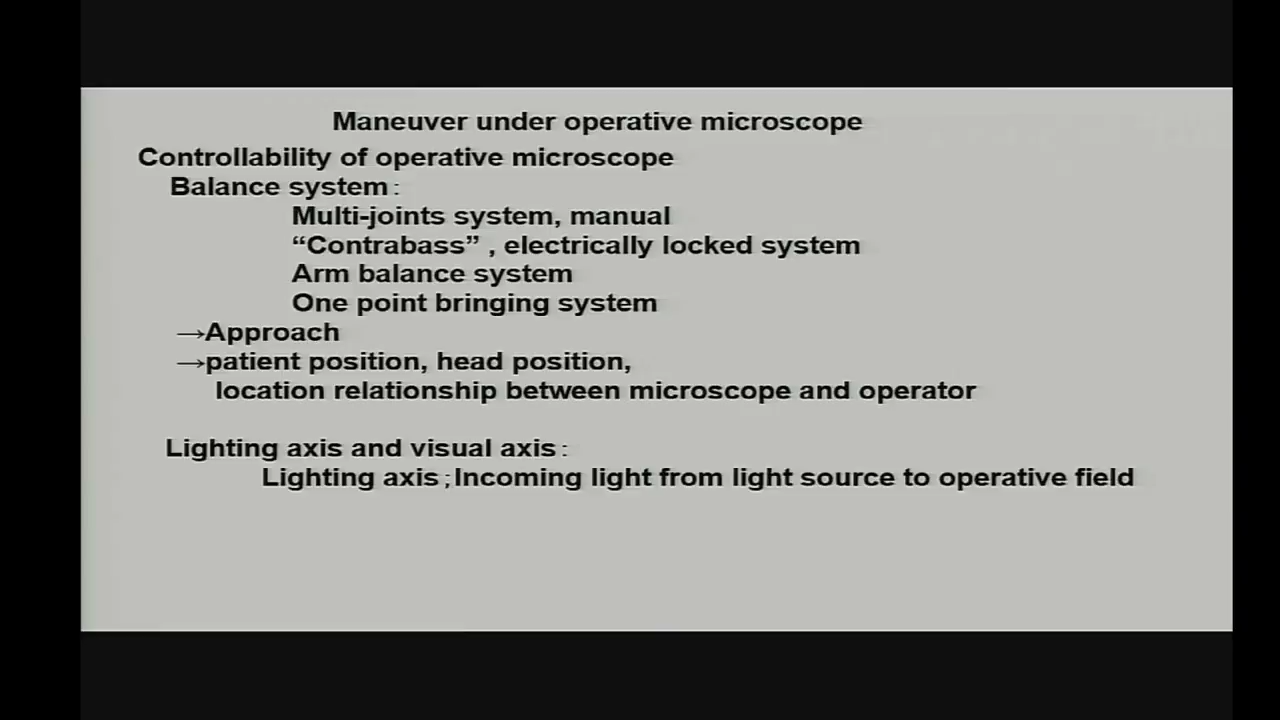 Maneuver under operative microscope
Controllability of operative microscope
Balance system:
Multi-joints system, manual
“Contrabass” , electrically locked system
Arm balance system
One point bringing system
→Approach
→patient position, head position,
location relationship between microscope and operator
Lighting axis and visual axis:
Lighting axis;Incoming light from light source to operative field